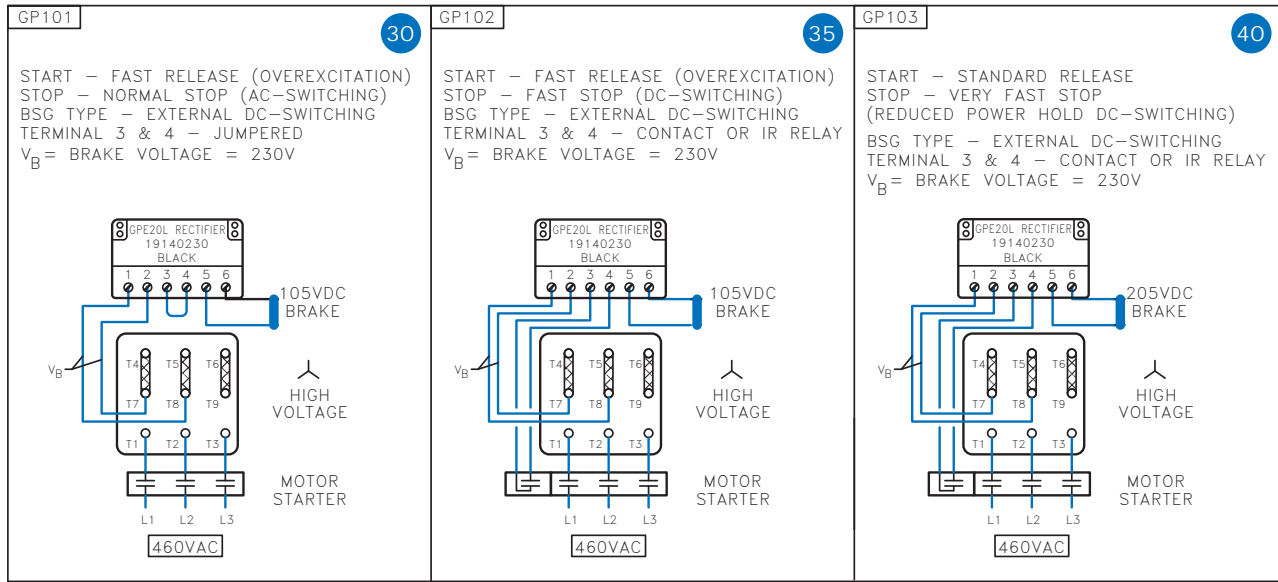 GP101
30
START – FAST RELEASE (OVEREXCITATION)
STOP – NORMAL STOP (AC–SWITCHING)
BSG TYPE – EXTERNAL DC–SWITCHING
TERMINAL 3 & 4 – JUMPERED
VB= BRAKE VOLTAGE = 230V
GPE20L RECTIFIER
19140230
BLACK
1 2 3 4 5 6
105VDC
BRAKE
VB
T4 T5 T6
T7 T8 T9
HIGH
VOLTAGE
T1 T2 T3
MOTOR
STARTER
L1 L2 L3
460VAC
GP102
35
START – FAST RELEASE (OVEREXCITATION)
STOP – FAST STOP (DC–SWITCHING)
BSG TYPE – EXTERNAL DC–SWITCHING
TERMINAL 3 & 4 – CONTACT OR IR RELAY
VB= BRAKE VOLTAGE = 230V
GPE20L RECTIFIER
19140230
BLACK
1 2 3 4 5 6
105VDC
BRAKE
VB
T4 T5 T6
T7 T8 T9
HIGH
VOLTAGE
T1 T2 T3
MOTOR
STARTER
L1 L2 L3
460VAC
GP103
40
START – STANDARD RELEASE
STOP – VERY FAST STOP
(REDUCED POWER HOLD DC–SWITCHING)
BSG TYPE – EXTERNAL DC–SWITCHING
TERMINAL 3 & 4 – CONTACT OR IR RELAY
VB= BRAKE VOLTAGE = 230V
GPE20L RECTIFIER
19140230
BLACK
1 2 3 4 5 6
205VDC
BRAKE
VB
T4 T5 T6
T7 T8 T9
HIGH
VOLTAGE
T1 T2 T3
MOTOR
STARTER
L1 L2 L3
460VAC